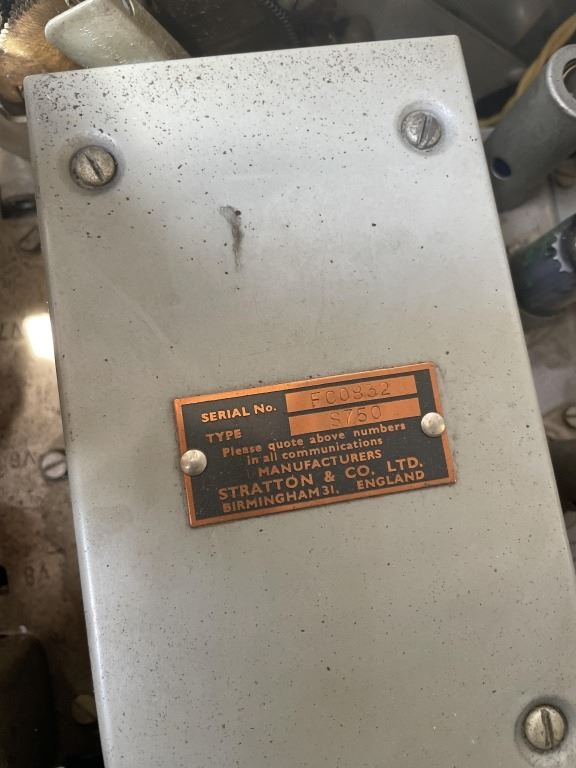 SERIAL No. FC0832
TYPE S750
Please quote above numbers
in all communications
MANUFACTURERS
STRATTON & CO. LTD.
BIRMINGHAM 31, ENGLAND
8A